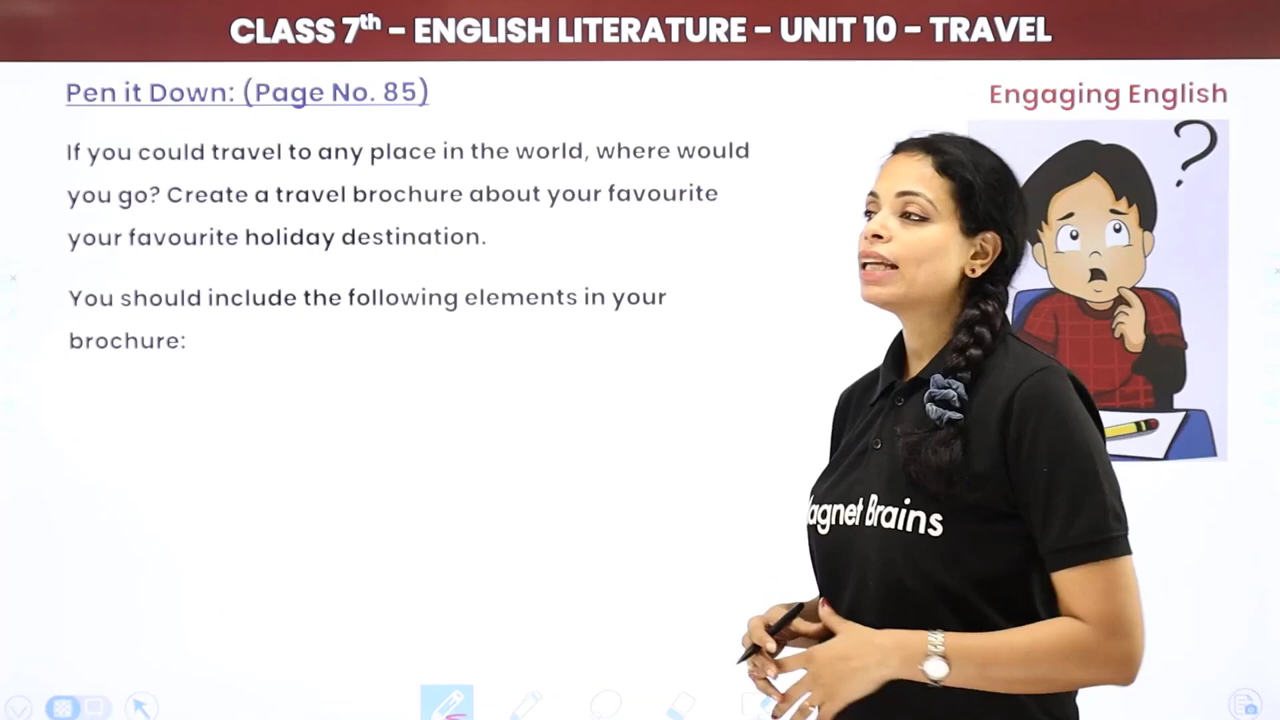 CLASS 7th - ENGLISH LITERATURE - UNIT 10 - TRAVEL
Pen it Down: (Page No. 85)
Engaging English
If you could travel to any place in the world, where would
you go? Create a travel brochure about your favourite
your favourite holiday destination.
You should include the following elements in your
brochure:
?
agnet Brains